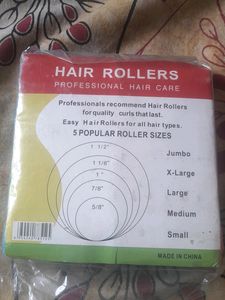 HAIR ROLLERS
PROFESSIONAL HAIR CARE
Professionals recommend Hair Rollers
for quality curls that last.
Easy Hair Rollers for all hair types.
5 POPULAR ROLLER SIZES
1 1/2" Jumbo
1 1/8" X-Large
1" Large
7/8" Medium
5/8" Small
MADE IN CHINA